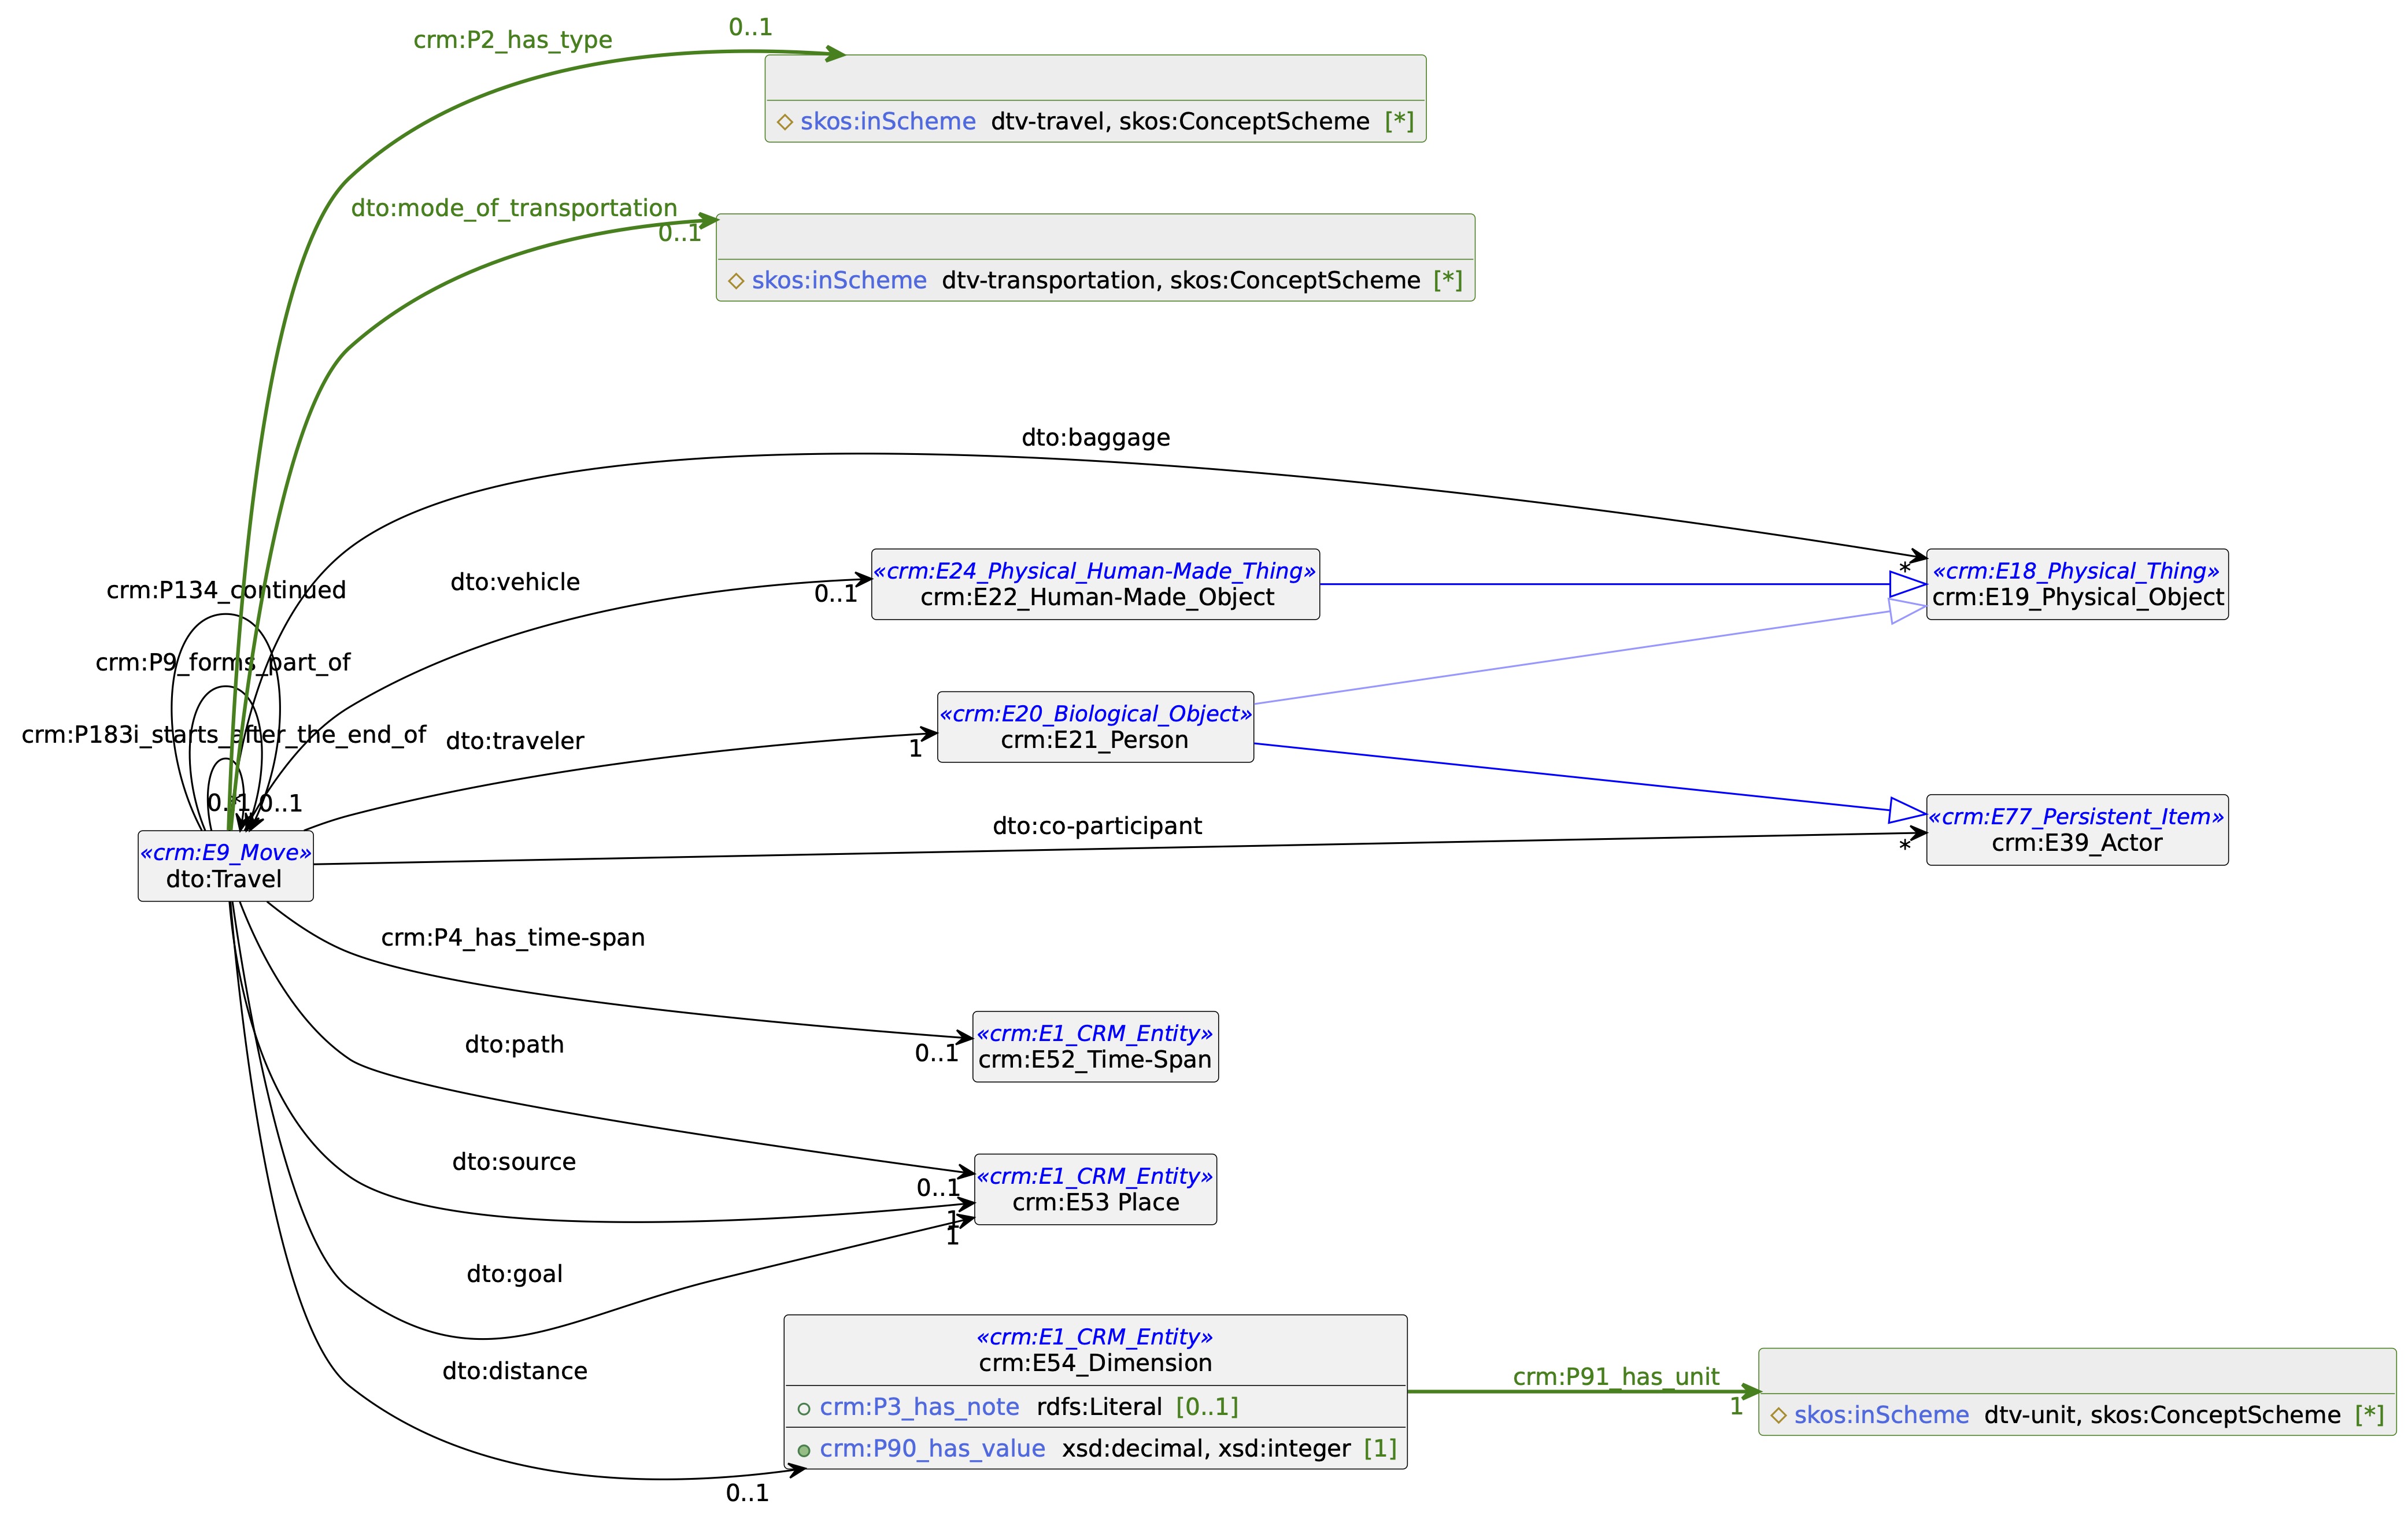 crm:P2_has_type
0..1
skos:inScheme dtv-travel, skos:ConceptScheme [*]
dto:mode_of_transportation
0..1
skos:inScheme dtv-transportation, skos:ConceptScheme [*]
dto:baggage
*
«crm:E18_Physical_Thing»
crm:E19_Physical_Object
dto:vehicle
0..1
«crm:E24_Physical_Human-Made_Thing»
crm:E22_Human-Made_Object
crm:P134_continued
crm:P9_forms_part_of
crm:P183i_starts_after_the_end_of
dto:traveler
1
«crm:E20_Biological_Object»
crm:E21_Person
0..1
«crm:E9_Move»
dto:Travel
dto:co-participant
*
«crm:E77_Persistent_Item»
crm:E39_Actor
crm:P4_has_time-span
0..1
«crm:E1_CRM_Entity»
crm:E52_Time-Span
dto:path
0..1
dto:source
1
«crm:E1_CRM_Entity»
crm:E53 Place
dto:goal
1
dto:distance
0..1
«crm:E1_CRM_Entity»
crm:E54_Dimension
crm:P3_has_note rdfs:Literal [0..1]
crm:P90_has_value xsd:decimal, xsd:integer [1]
crm:P91_has_unit
1
skos:inScheme dtv-unit, skos:ConceptScheme [*]